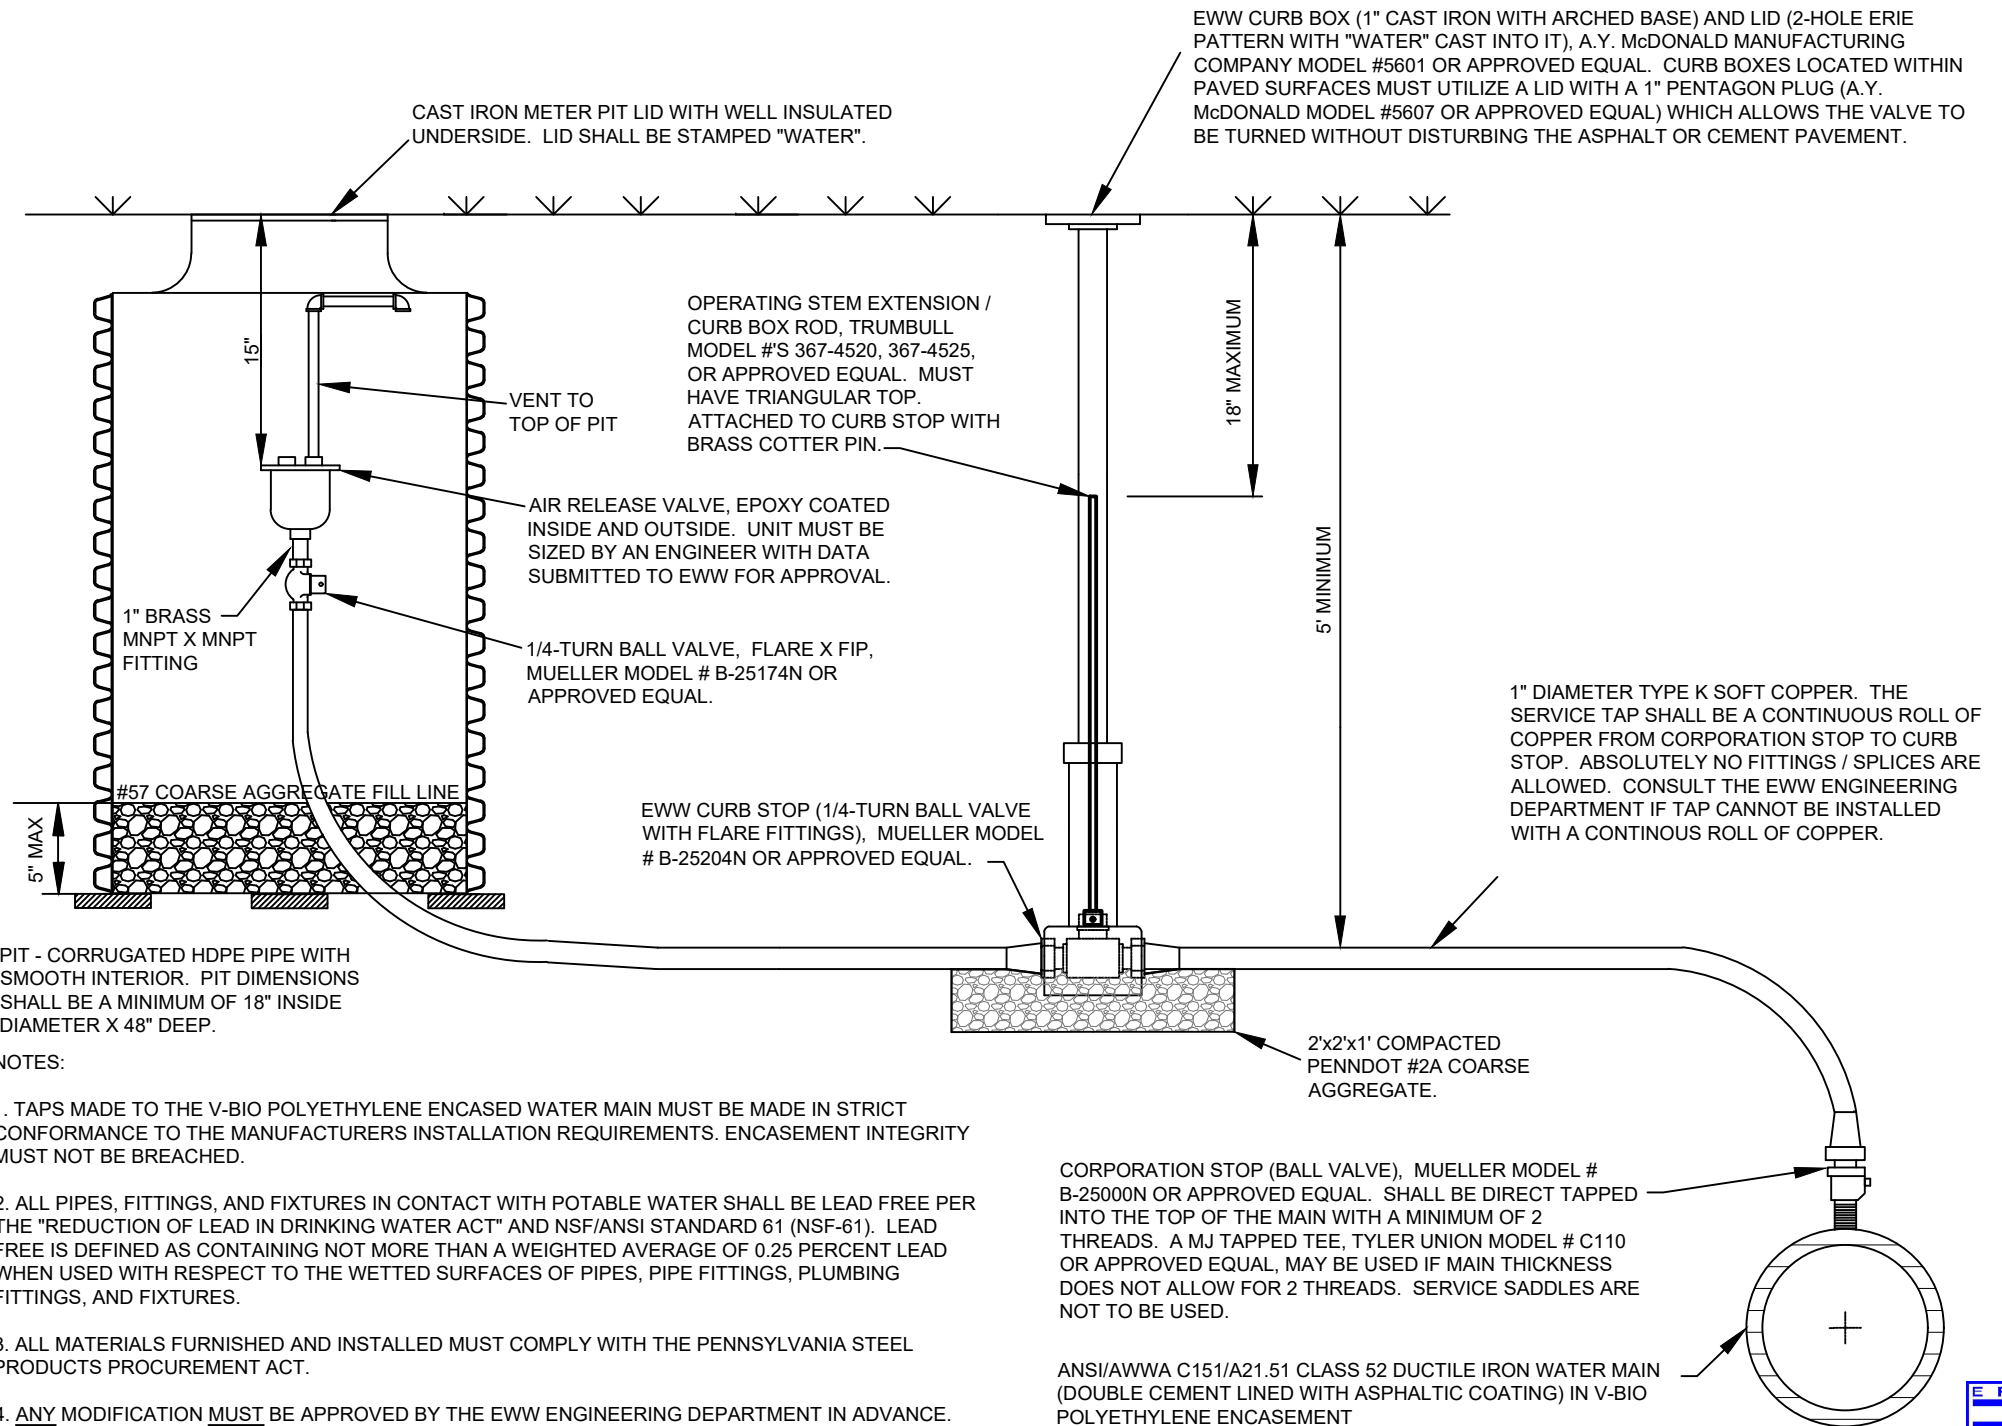 EWW CURB BOX (1" CAST IRON WITH ARCHED BASE) AND LID (2-HOLE ERIE
PATTERN WITH "WATER" CAST INTO IT), A.Y. McDONALD MANUFACTURING
COMPANY MODEL #5601 OR APPROVED EQUAL.  CURB BOXES LOCATED WITHIN
PAVED SURFACES MUST UTILIZE A LID WITH A 1" PENTAGON PLUG (A.Y.
McDONALD MODEL #5607 OR APPROVED EQUAL) WHICH ALLOWS THE VALVE TO
BE TURNED WITHOUT DISTURBING THE ASPHALT OR CEMENT PAVEMENT.
CAST IRON METER PIT LID WITH WELL INSULATED
UNDERSIDE.  LID SHALL BE STAMPED "WATER".
15"
VENT TO
TOP OF PIT
OPERATING STEM EXTENSION /
CURB BOX ROD, TRUMBULL
MODEL #'S 367-4520, 367-4525,
OR APPROVED EQUAL.  MUST
HAVE TRIANGULAR TOP.
ATTACHED TO CURB STOP WITH
BRASS COTTER PIN.
18" MAXIMUM
5' MINIMUM
AIR RELEASE VALVE, EPOXY COATED
INSIDE AND OUTSIDE.  UNIT MUST BE
SIZED BY AN ENGINEER WITH DATA
SUBMITTED TO EWW FOR APPROVAL.
1" BRASS
MNPT X MNPT
FITTING
1/4-TURN BALL VALVE,  FLARE X FIP,
MUELLER MODEL # B-25174N OR
APPROVED EQUAL.
1" DIAMETER TYPE K SOFT COPPER.  THE
SERVICE TAP SHALL BE A CONTINUOUS ROLL OF
COPPER FROM CORPORATION STOP TO CURB
STOP.  ABSOLUTELY NO FITTINGS / SPLICES ARE
ALLOWED.  CONSULT THE EWW ENGINEERING
DEPARTMENT IF TAP CANNOT BE INSTALLED
WITH A CONTINOUS ROLL OF COPPER.
#57 COARSE AGGREGATE FILL LINE
5" MAX
EWW CURB STOP (1/4-TURN BALL VALVE
WITH FLARE FITTINGS),  MUELLER MODEL
# B-25204N OR APPROVED EQUAL.
PIT - CORRUGATED HDPE PIPE WITH
SMOOTH INTERIOR.  PIT DIMENSIONS
SHALL BE A MINIMUM OF 18" INSIDE
DIAMETER X 48" DEEP.
2'x2'x1' COMPACTED
PENNDOT #2A COARSE
AGGREGATE.
NOTES:
. TAPS MADE TO THE V-BIO POLYETHYLENE ENCASED WATER MAIN MUST BE MADE IN STRICT
CONFORMANCE TO THE MANUFACTURERS INSTALLATION REQUIREMENTS. ENCASEMENT INTEGRITY
MUST NOT BE BREACHED.
2. ALL PIPES, FITTINGS, AND FIXTURES IN CONTACT WITH POTABLE WATER SHALL BE LEAD FREE PER
THE "REDUCTION OF LEAD IN DRINKING WATER ACT" AND NSF/ANSI STANDARD 61 (NSF-61).  LEAD
FREE IS DEFINED AS CONTAINING NOT MORE THAN A WEIGHTED AVERAGE OF 0.25 PERCENT LEAD
WHEN USED WITH RESPECT TO THE WETTED SURFACES OF PIPES, PIPE FITTINGS, PLUMBING
FITTINGS, AND FIXTURES.
3. ALL MATERIALS FURNISHED AND INSTALLED MUST COMPLY WITH THE PENNSYLVANIA STEEL
PRODUCTS PROCUREMENT ACT.
4. ANY MODIFICATION MUST BE APPROVED BY THE EWW ENGINEERING DEPARTMENT IN ADVANCE.
CORPORATION STOP (BALL VALVE),  MUELLER MODEL #
B-25000N OR APPROVED EQUAL.  SHALL BE DIRECT TAPPED
INTO THE TOP OF THE MAIN WITH A MINIMUM OF 2
THREADS.  A MJ TAPPED TEE, TYLER UNION MODEL # C110
OR APPROVED EQUAL, MAY BE USED IF MAIN THICKNESS
DOES NOT ALLOW FOR 2 THREADS.  SERVICE SADDLES ARE
NOT TO BE USED.
ANSI/AWWA C151/A21.51 CLASS 52 DUCTILE IRON WATER MAIN
(DOUBLE CEMENT LINED WITH ASPHALTIC COATING) IN V-BIO
POLYETHYLENE ENCASEMENT